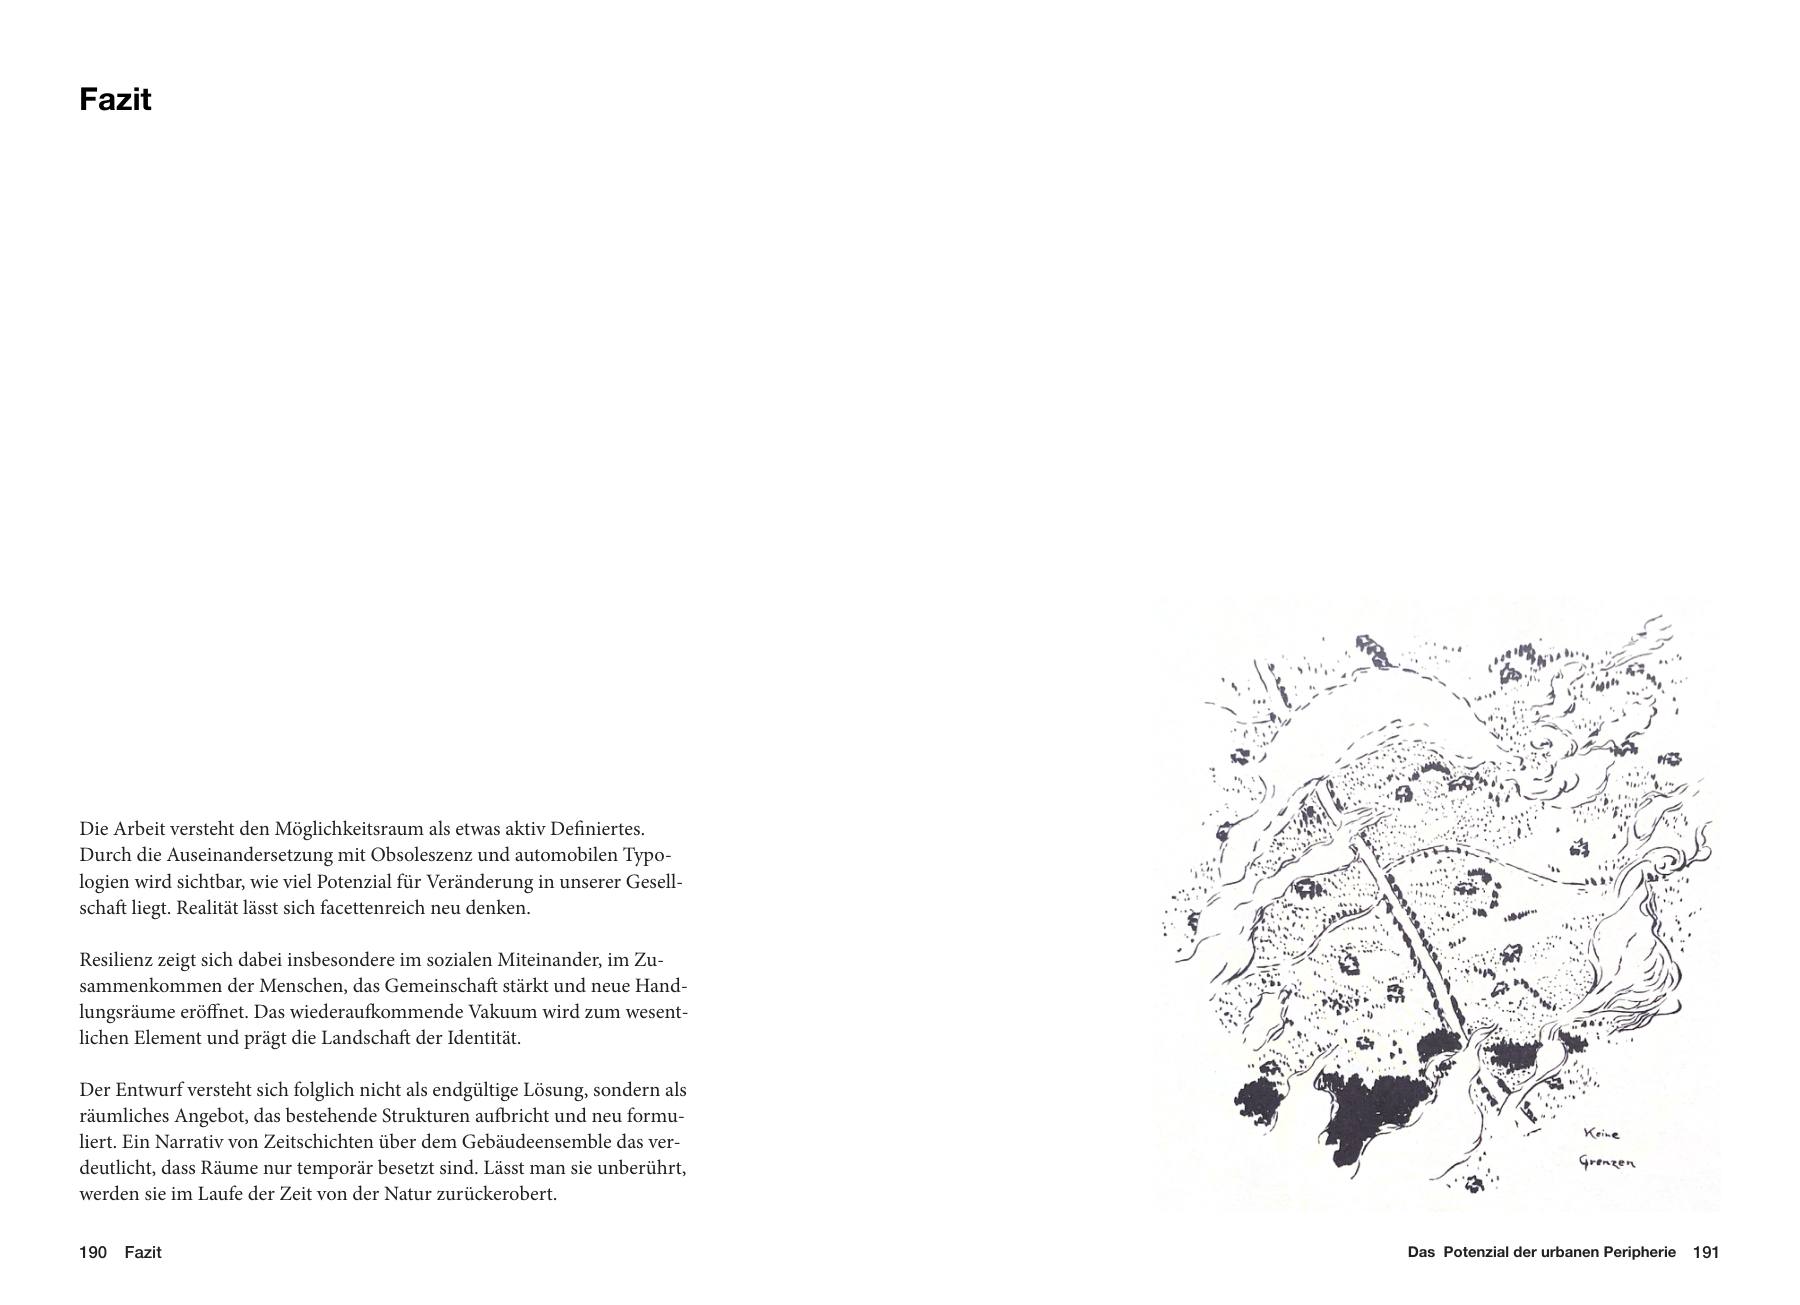 Fazit
Die Arbeit versteht den Möglichkeitsraum als etwas aktiv Definiertes.
Durch die Auseinandersetzung mit Obsoleszenz und automobilen Typo-
logien wird sichtbar, wie viel Potenzial für Veränderung in unserer Gesell-
schaft liegt. Realität lässt sich facettenreich neu denken.
Resilienz zeigt sich dabei insbesondere im sozialen Miteinander, im Zu-
sammenkommen der Menschen, das Gemeinschaft stärkt und neue Hand-
lungsräume eröffnet. Das wiederaufkommende Vakuum wird zum wesent-
lichen Element und prägt die Landschaft der Identität.
Der Entwurf versteht sich folglich nicht als endgültige Lösung, sondern als
räumliches Angebot, das bestehende Strukturen aufbricht und neu formu-
liert. Ein Narrativ von Zeitschichten über dem Gebäudeensemble das ver-
deutlicht, dass Räume nur temporär besetzt sind. Lässt man sie unberührt,
werden sie im Laufe der Zeit von der Natur zurückerobert.
190 Fazit
Keine
Grenzen
Das Potenzial der urbanen Peripherie 191